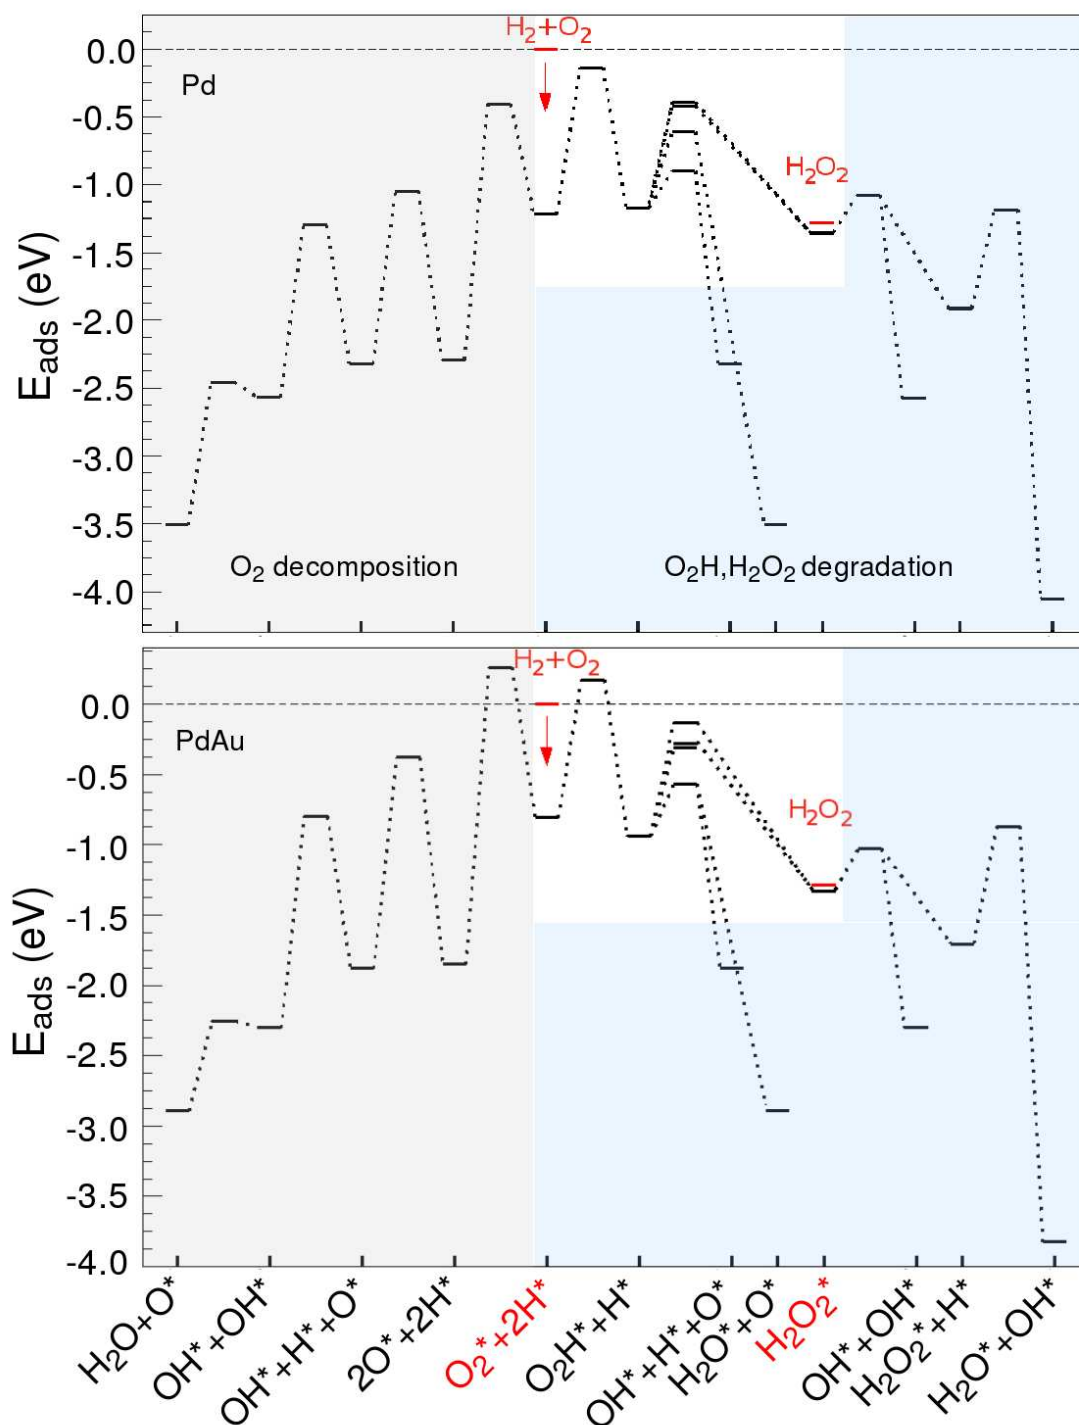 H₂+O₂
0.0
Pd
-0.5
H₂O₂
-1.0
-1.5
-2.0
-2.5
-3.0
-3.5
-4.0
E_ads (eV)
O₂ decomposition
O₂H,H₂O₂ degradation
H₂+O₂
0.0
PdAu
-0.5
H₂O₂
-1.0
-1.5
-2.0
-2.5
-3.0
-3.5
-4.0
E_ads (eV)
H₂O+O*
OH*+OH*
OH*+H*+O*
2O*+2H*
O₂*+2H*
O₂H*+H*
OH*+H*+O*
H₂O*+O*
H₂O₂*
OH*+OH*
H₂O₂*+H*
H₂O*+OH*